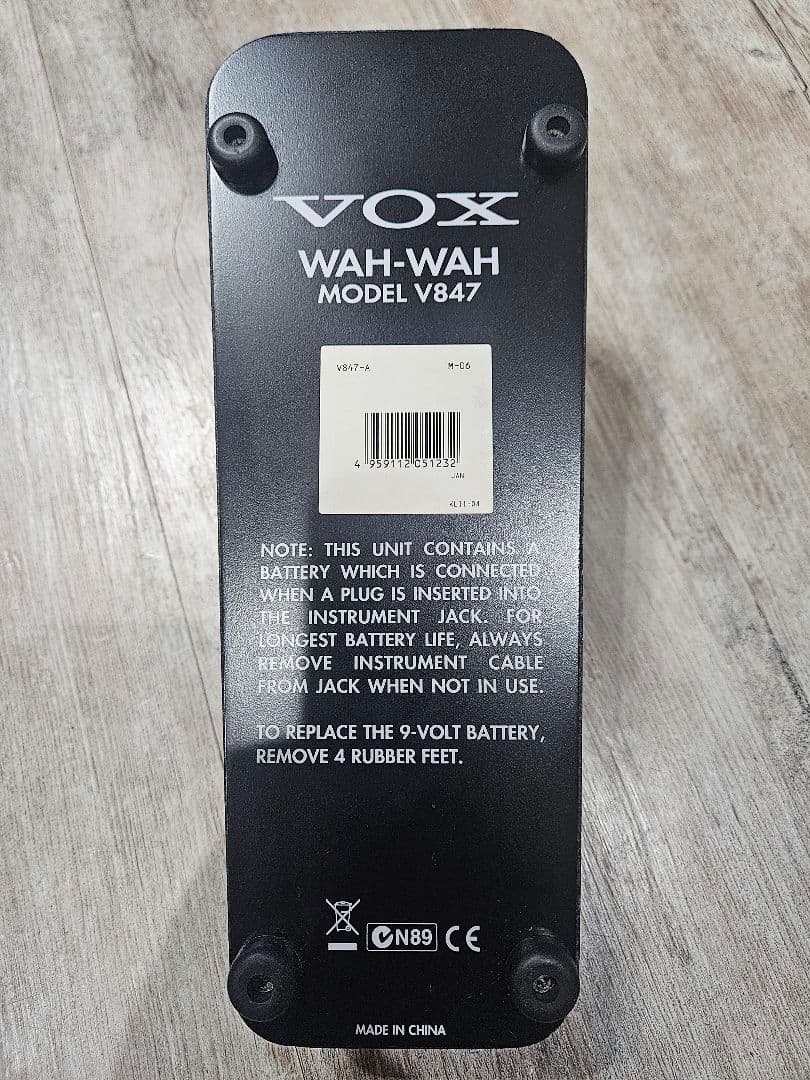 VOX
WAH-WAH
MODEL V847
V847-A M-06
4 959112 051232
JAN
NOTE: THIS UNIT CONTAINS A
BATTERY WHICH IS CONNECTED
WHEN A PLUG IS INSERTED INTO
THE INSTRUMENT JACK. FOR
LONGEST BATTERY LIFE, ALWAYS
REMOVE INSTRUMENT CABLE
FROM JACK WHEN NOT IN USE.
TO REPLACE THE 9-VOLT BATTERY,
REMOVE 4 RUBBER FEET.
N89 CE
MADE IN CHINA